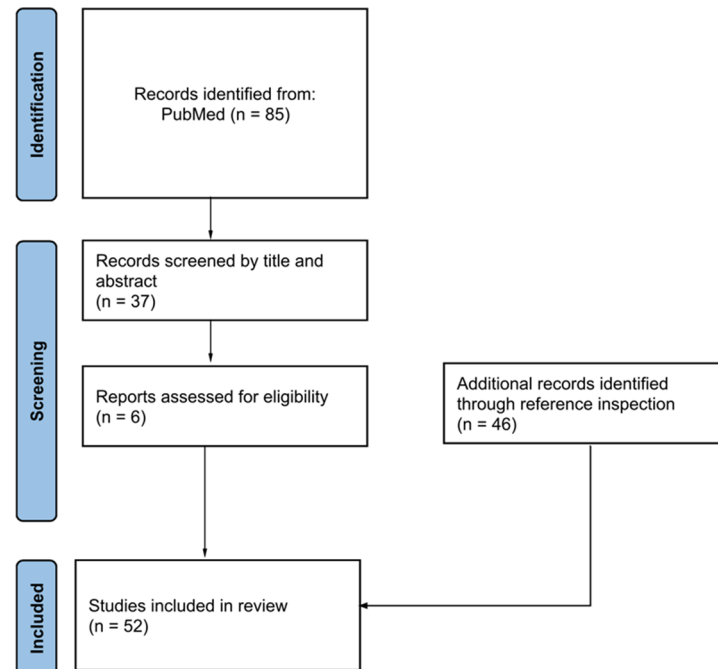 Identification
Records identified from:
PubMed (n = 85)
Screening
Records screened by title and
abstract
(n = 37)
Reports assessed for eligibility
(n = 6)
Additional records identified
through reference inspection
(n = 46)
Included
Studies included in review
(n = 52)